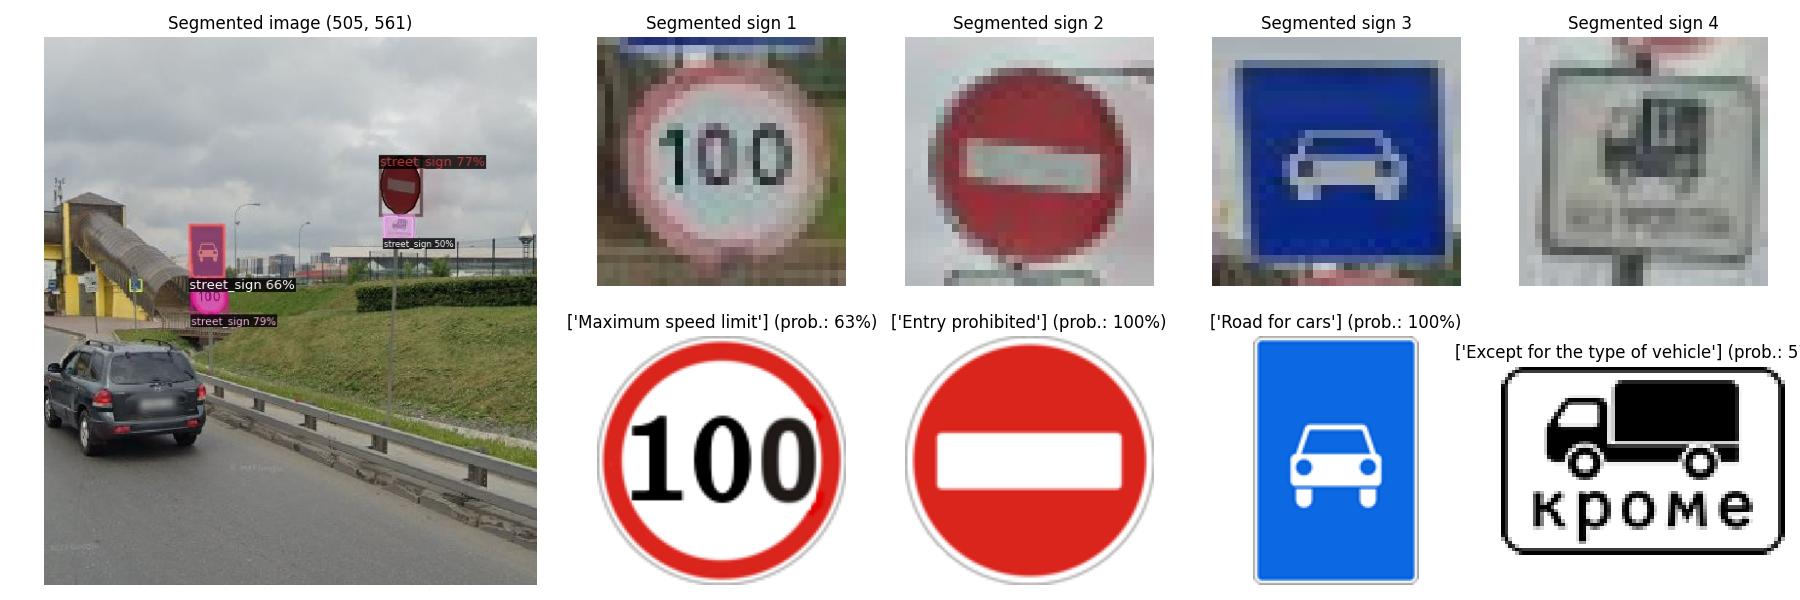 Segmented image (505, 561)
Segmented sign 1
Segmented sign 2
Segmented sign 3
Segmented sign 4
street_sign 77%
street_sign 50%
street_sign 66%
100
street_sign 79%
100
['Maximum speed limit'] (prob.: 63%)
['Entry prohibited'] (prob.: 100%)
['Road for cars'] (prob.: 100%)
['Except for the type of vehicle'] (prob.: 5
100
кроме